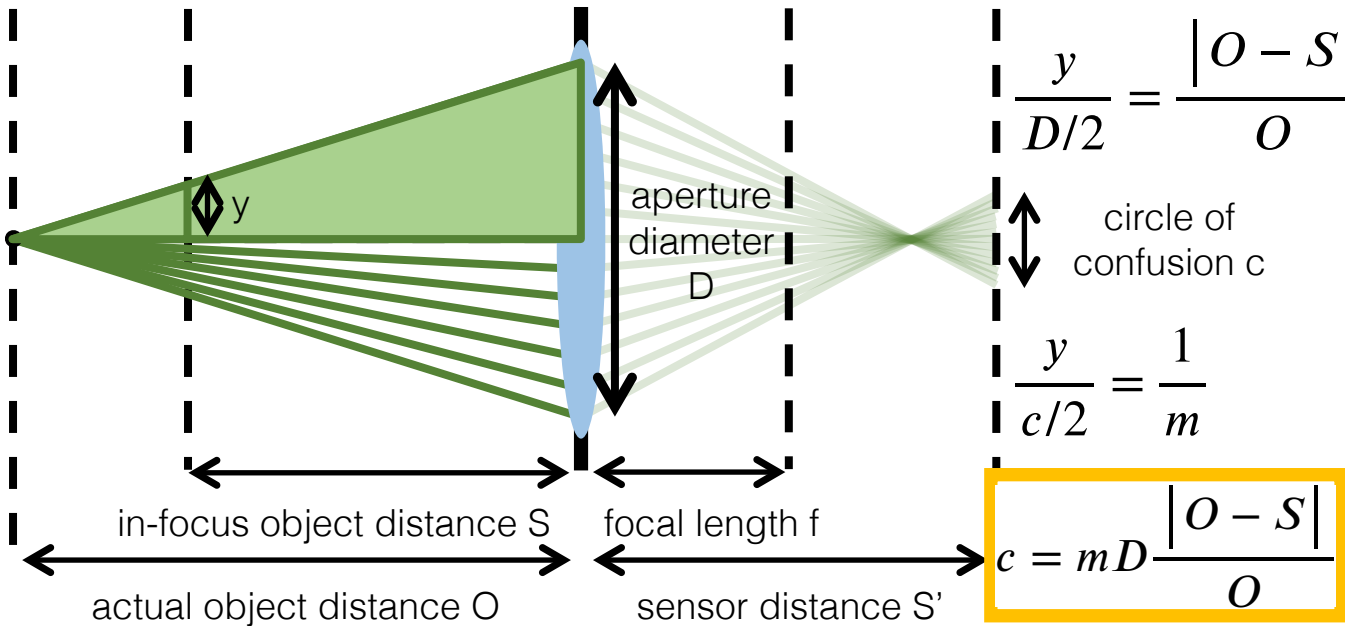 y/(D/2) = |O − S/O
y
aperture
diameter
D
circle of
confusion c
y/(c/2) = 1/m
in-focus object distance S
focal length f
c = mD |O − S|/O
actual object distance O
sensor distance S'